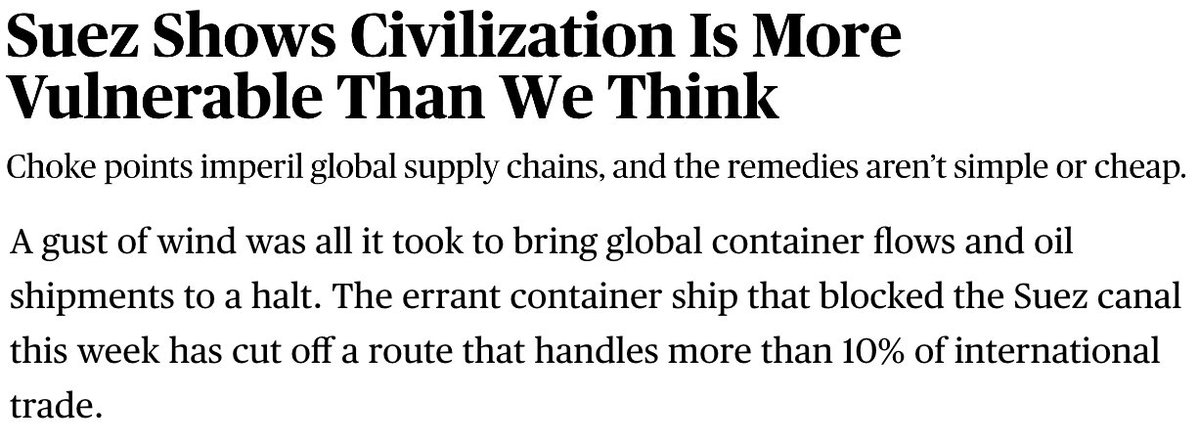 Suez Shows Civilization Is More
Vulnerable Than We Think
Choke points imperil global supply chains, and the remedies aren’t simple or cheap.
A gust of wind was all it took to bring global container flows and oil
shipments to a halt. The errant container ship that blocked the Suez canal
this week has cut off a route that handles more than 10% of international
trade.